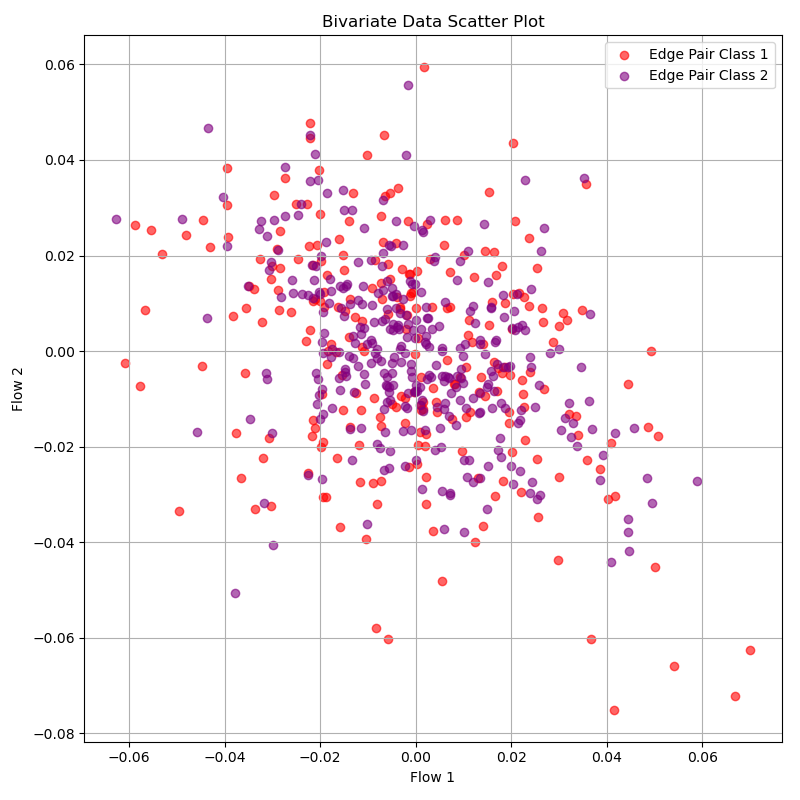 Bivariate Data Scatter Plot
Edge Pair Class 1
Edge Pair Class 2
0.06
0.04
0.02
0.00
−0.02
−0.04
−0.06
−0.08
Flow 2
−0.06 −0.04 −0.02 0.00 0.02 0.04 0.06
Flow 1